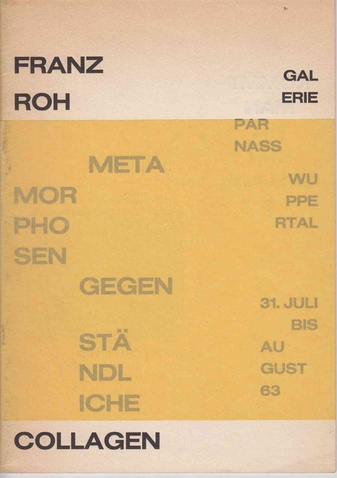 FRANZ
ROH
GAL
ERIE
PAR
NASS
META
MOR
PHO
SEN
WU
PPE
RTAL
GEGEN
STÄ
NDL
ICHE
31. JULI
BIS
AU
GUST
63
COLLAGEN